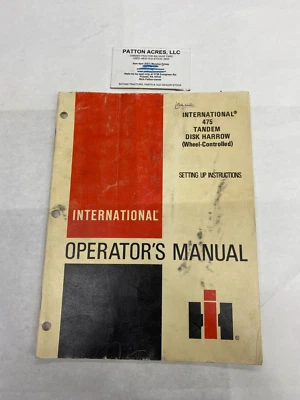 PATTON ACRES, LLC
INTERNATIONAL®
475
TANDEM
DISK HARROW
(Wheel-Controlled)
SETTING UP INSTRUCTIONS
INTERNATIONAL®
OPERATOR'S MANUAL
IH®